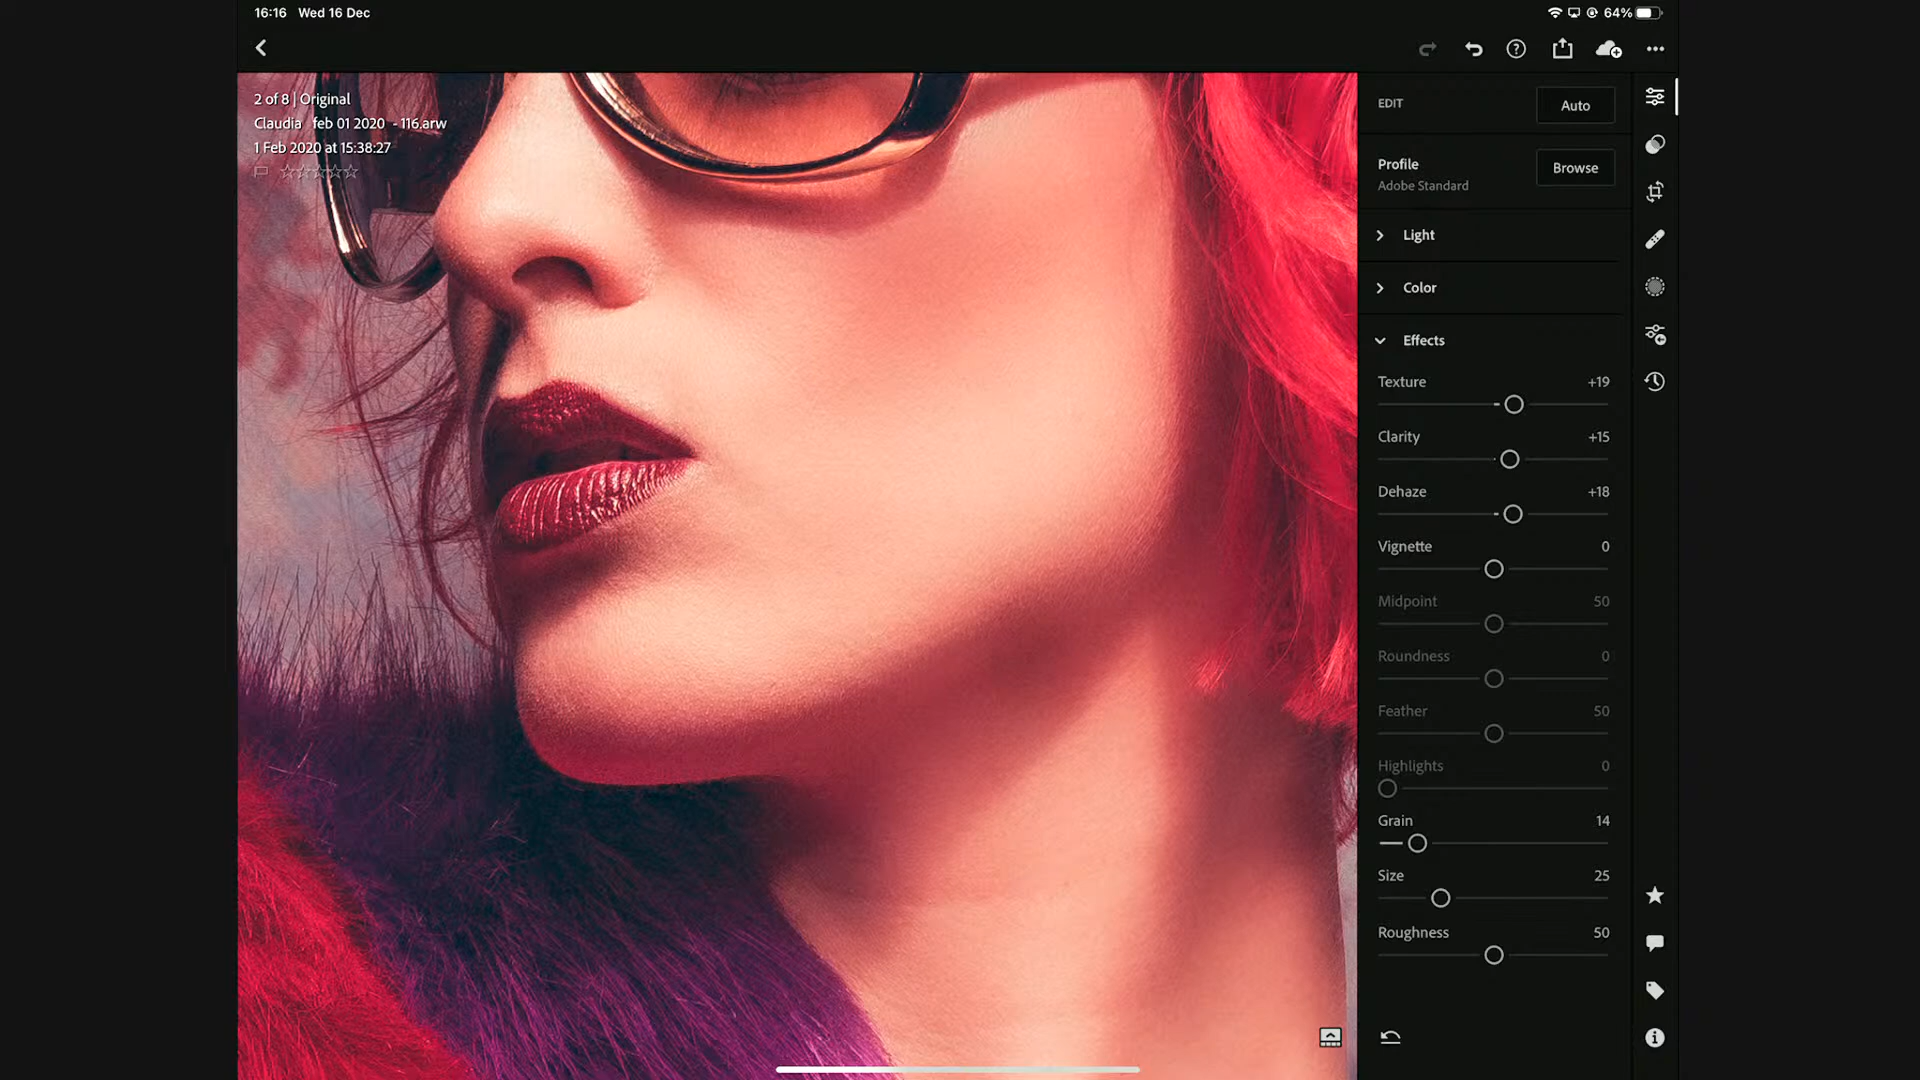 16:16 Wed 16 Dec
64%
2 of 8 | Original
Claudia feb 01 2020 - 116.arw
1 Feb 2020 at 15:38:27
EDIT
Auto
Profile
Adobe Standard
Browse
Light
Color
Effects
Texture +19
Clarity +15
Dehaze +18
Vignette 0
Midpoint 50
Roundness 0
Feather 50
Highlights 0
Grain 14
Size 25
Roughness 50